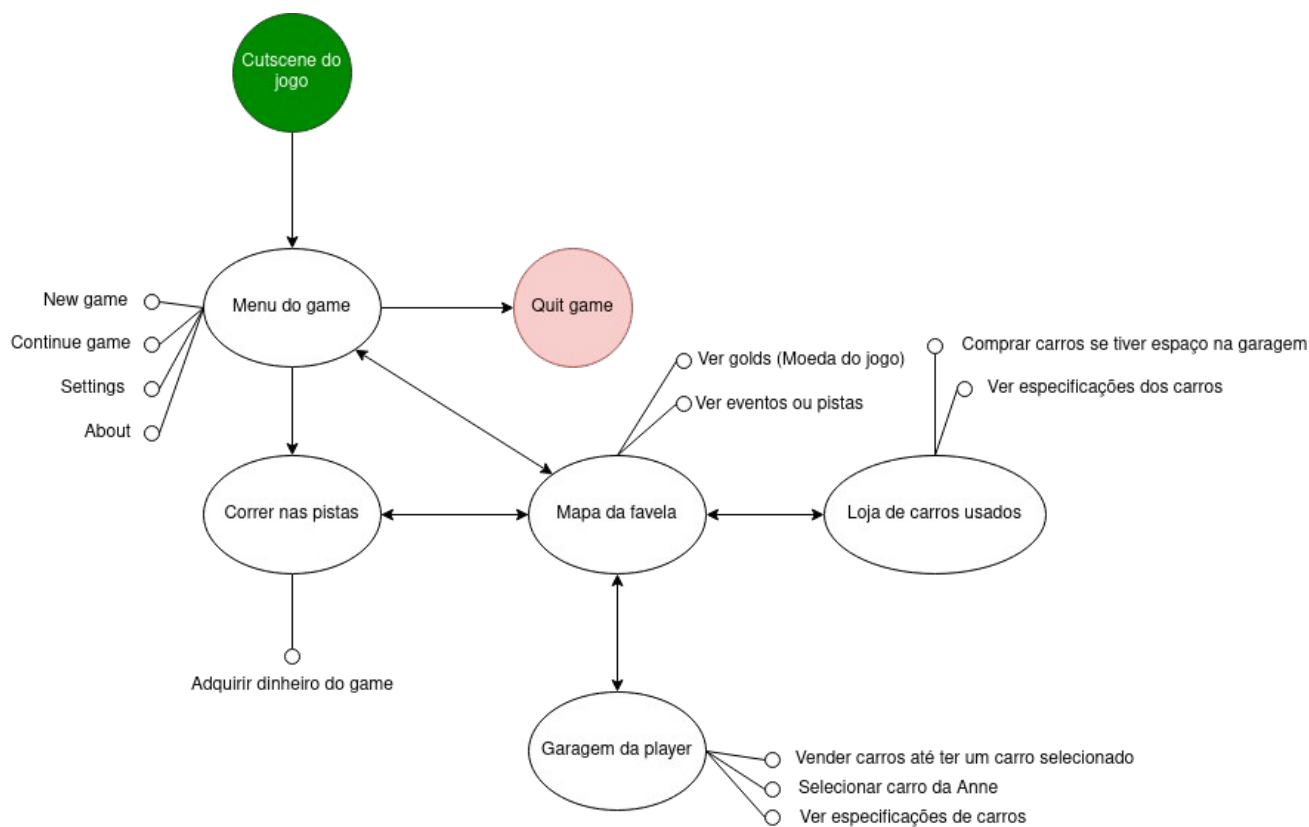 Cutscene do
jogo
New game
Menu do game
Quit game
Continue game
Settings
About
Ver golds (Moeda do jogo)
Ver eventos ou pistas
Comprar carros se tiver espaço na garagem
Ver especificações dos carros
Correr nas pistas
Mapa da favela
Loja de carros usados
Adquirir dinheiro do game
Garagem da player
Vender carros até ter um carro selecionado
Selecionar carro da Anne
Ver especificações de carros